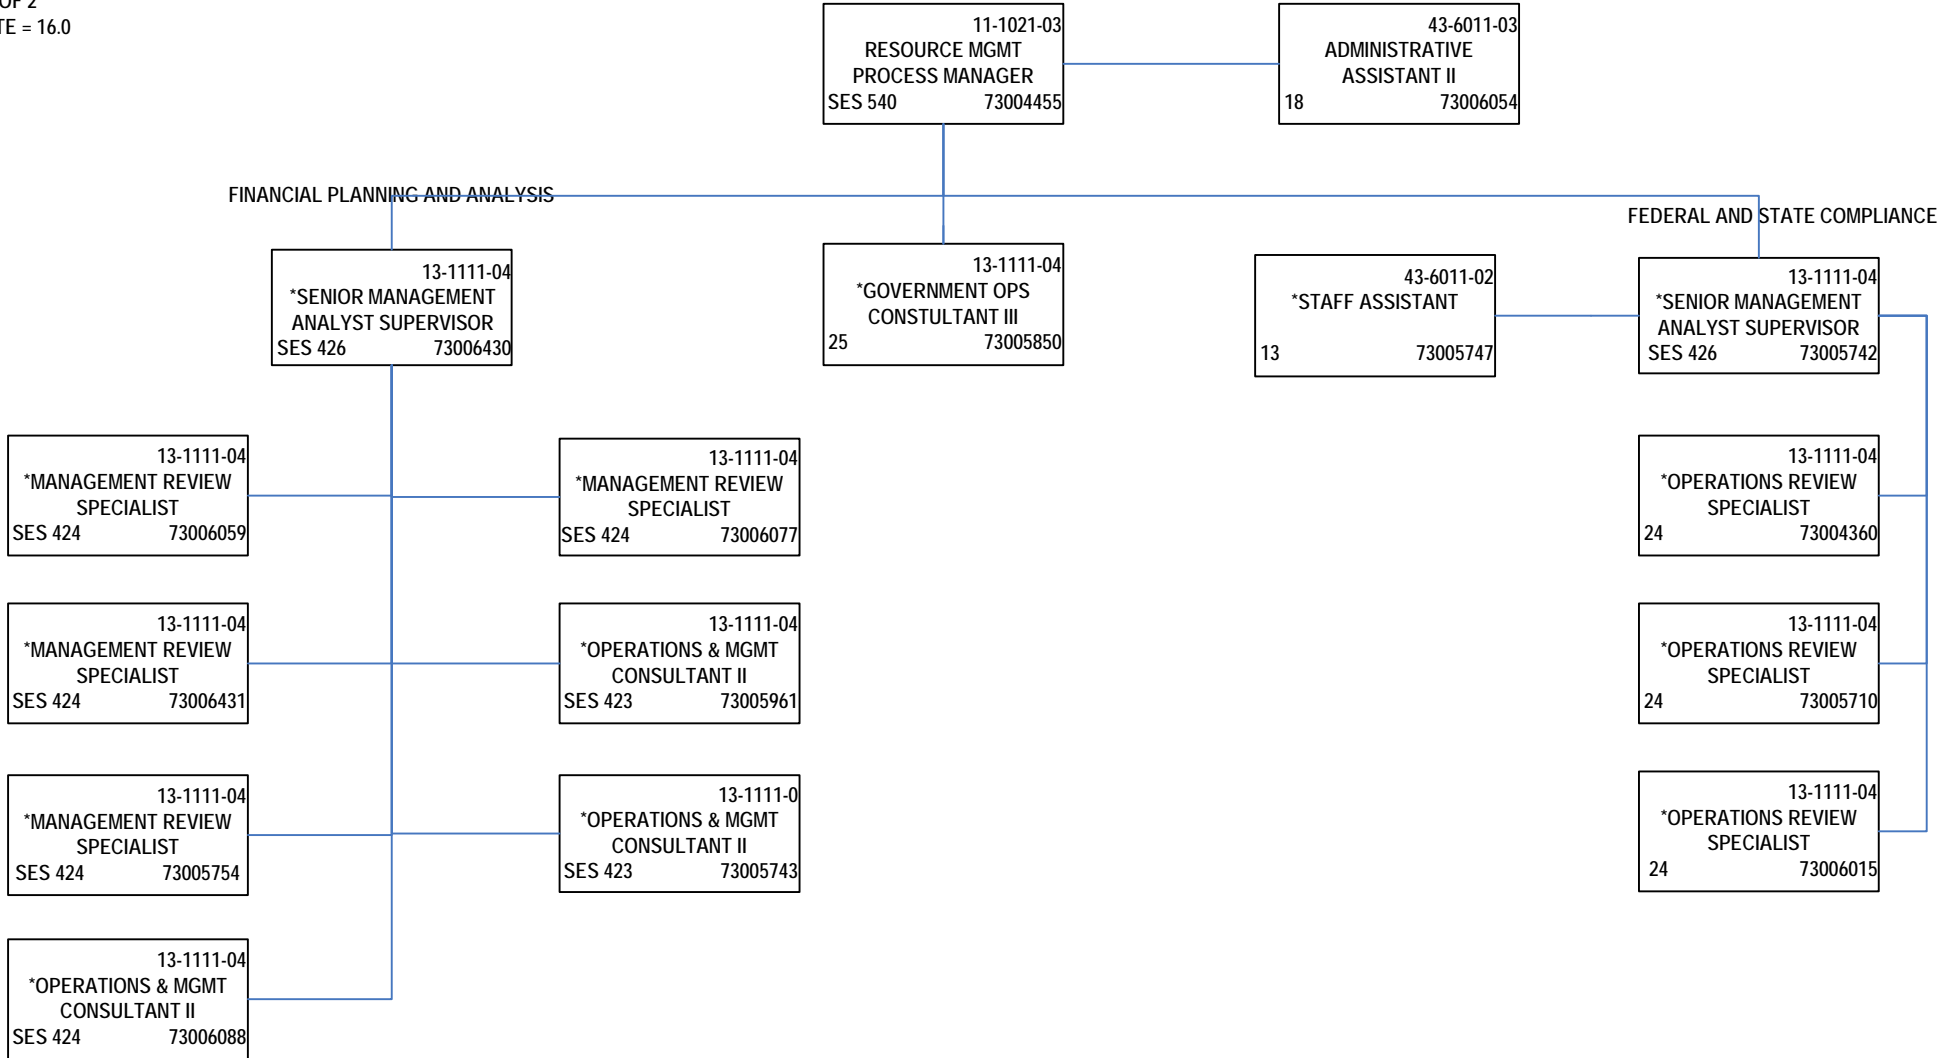 OF 2
TE = 16.0
11-1021-03
RESOURCE MGMT
PROCESS MANAGER
SES 540 73004455
43-6011-03
ADMINISTRATIVE
ASSISTANT II
18 73006054
FINANCIAL PLANNING AND ANALYSIS
FEDERAL AND STATE COMPLIANCE
13-1111-04
*SENIOR MANAGEMENT
ANALYST SUPERVISOR
SES 426 73006430
13-1111-04
*GOVERNMENT OPS
CONSTULTANT III
25 73005850
43-6011-02
*STAFF ASSISTANT
13 73005747
13-1111-04
*SENIOR MANAGEMENT
ANALYST SUPERVISOR
SES 426 73005742
13-1111-04
*MANAGEMENT REVIEW
SPECIALIST
SES 424 73006059
13-1111-04
*MANAGEMENT REVIEW
SPECIALIST
SES 424 73006077
13-1111-04
*OPERATIONS REVIEW
SPECIALIST
24 73004360
13-1111-04
*MANAGEMENT REVIEW
SPECIALIST
SES 424 73006431
13-1111-04
*OPERATIONS & MGMT
CONSULTANT II
SES 423 73005961
13-1111-04
*OPERATIONS REVIEW
SPECIALIST
24 73005710
13-1111-04
*MANAGEMENT REVIEW
SPECIALIST
SES 424 73005754
13-1111-0
*OPERATIONS & MGMT
CONSULTANT II
SES 423 73005743
13-1111-04
*OPERATIONS REVIEW
SPECIALIST
24 73006015
13-1111-04
*OPERATIONS & MGMT
CONSULTANT II
SES 424 73006088